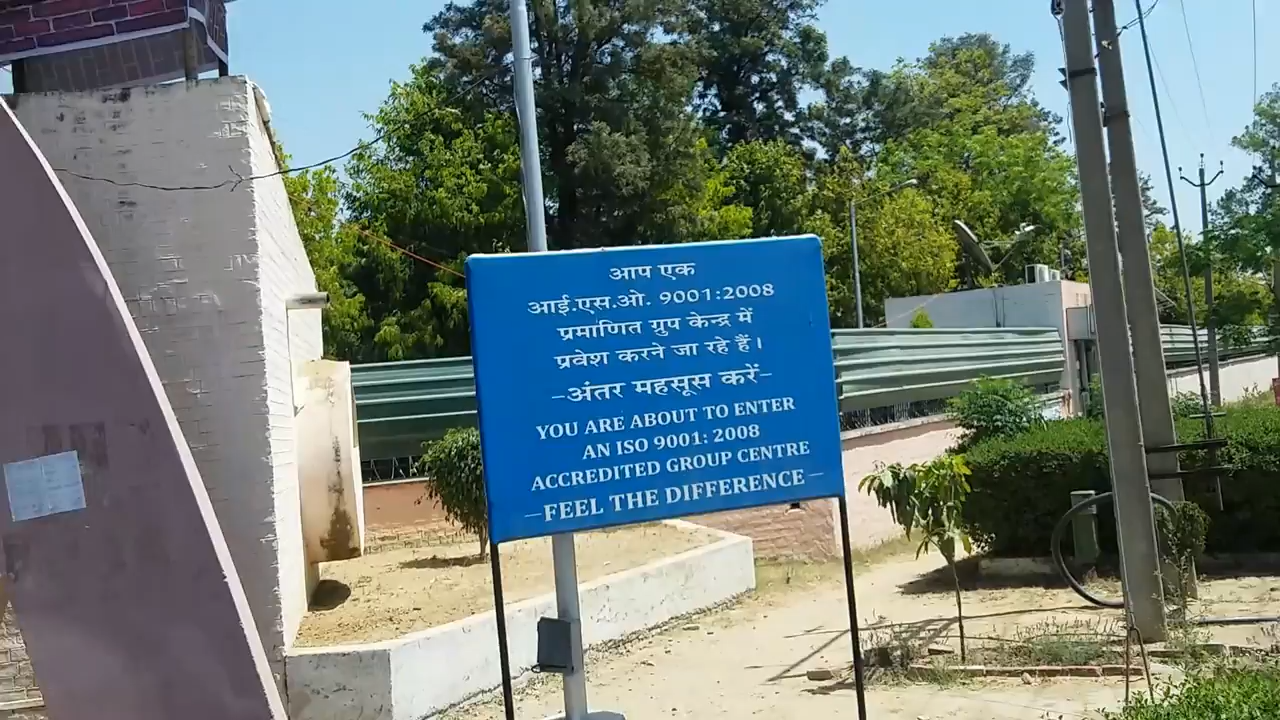 आप एक
आई.एस.ओ. 9001:2008
प्रमाणित ग्रुप केन्द्र में
प्रवेश करने जा रहे हैं।
-अंतर महसूस करें-
YOU ARE ABOUT TO ENTER
AN ISO 9001: 2008
ACCREDITED GROUP CENTRE
-FEEL THE DIFFERENCE-